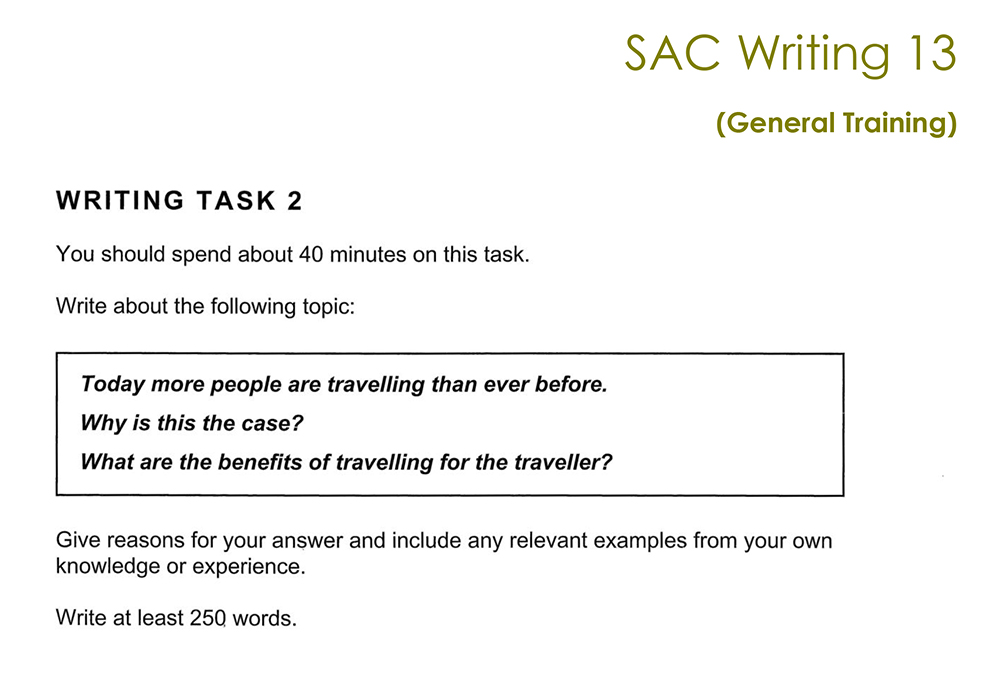 SAC Writing 13
(General Training)
WRITING TASK 2
You should spend about 40 minutes on this task.
Write about the following topic:
Today more people are travelling than ever before.
Why is this the case?
What are the benefits of travelling for the traveller?
Give reasons for your answer and include any relevant examples from your own
knowledge or experience.
Write at least 250 words.